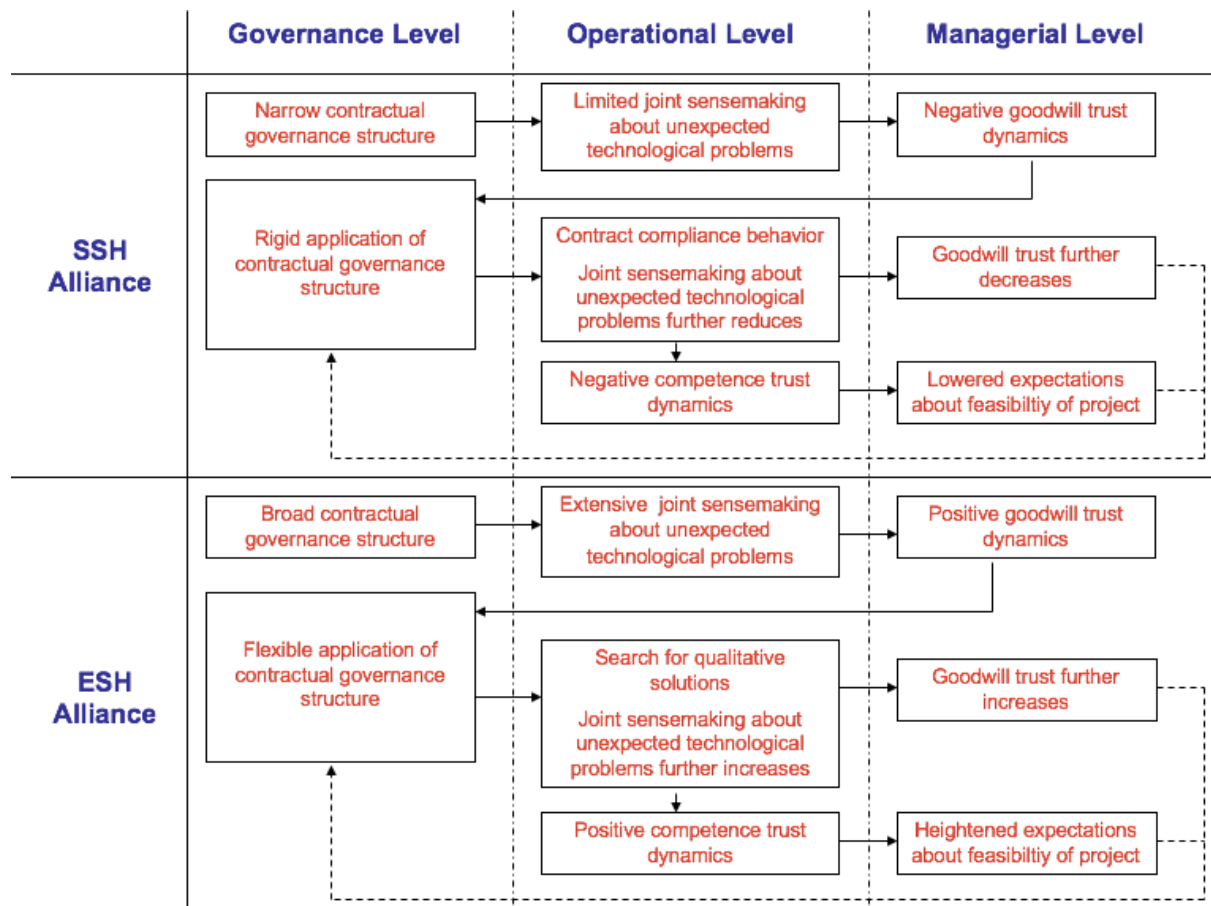 Governance Level
Operational Level
Managerial Level
SSH
Alliance
Narrow contractual
governance structure
Limited joint sensemaking
about unexpected
technological problems
Negative goodwill trust
dynamics
Rigid application of
contractual governance
structure
Contract compliance behavior
Joint sensemaking about
unexpected technological
problems further reduces
Goodwill trust further
decreases
Negative competence trust
dynamics
Lowered expectations
about feasibiltiy of project
ESH
Alliance
Broad contractual
governance structure
Extensive joint sensemaking
about unexpected
technological problems
Positive goodwill trust
dynamics
Flexible application of
contractual governance
structure
Search for qualitative
solutions
Joint sensemaking about
unexpected technological
problems further increases
Goodwill trust further
increases
Positive competence trust
dynamics
Heightened expectations
about feasibiltiy of project